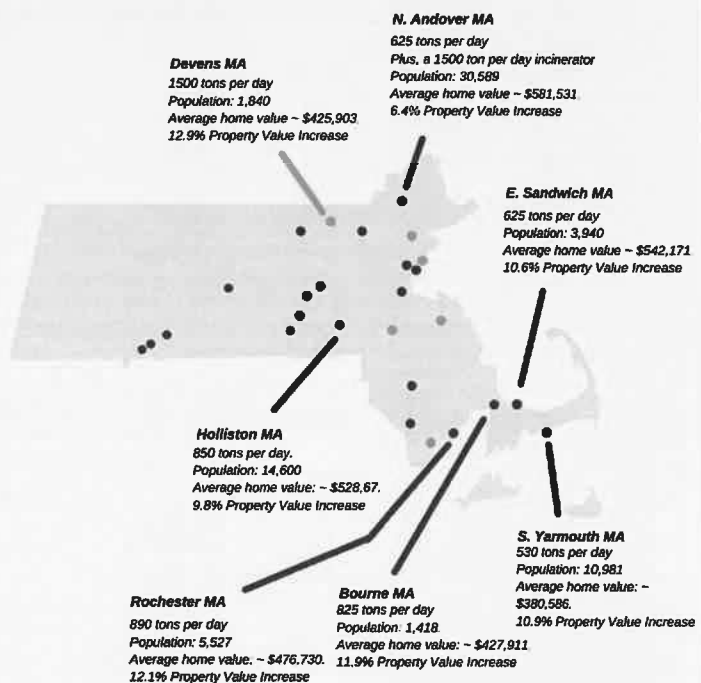 N. Andover MA
625 tons per day
Plus, a 1500 ton per day incinerator
Population: 30,589
Average home value ~ $581,531
6.4% Property Value Increase
Devens MA
1500 tons per day
Population: 1,840
Average home value ~ $425,903
12.9% Property Value Increase
E. Sandwich MA
625 tons per day
Population: 3,940
Average home value ~ $542,171
10.6% Property Value Increase
Holliston MA
850 tons per day.
Population: 14,600
Average home value: ~ $528,67.
9.8% Property Value Increase
S. Yarmouth MA
530 tons per day
Population: 10,981
Average home value: ~
$380,586.
10.9% Property Value Increase
Rochester MA
890 tons per day
Population: 5,527
Average home value. ~ $476,730.
12.1% Property Value Increase
Bourne MA
825 tons per day
Population: 1,418
Average home value: ~ $427,911
11.9% Property Value Increase